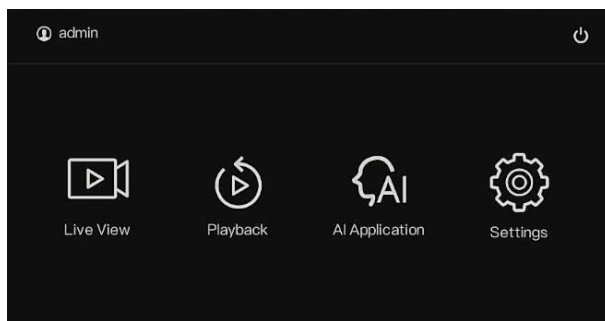 admin
AI
Live View
Playback
AI Application
Settings